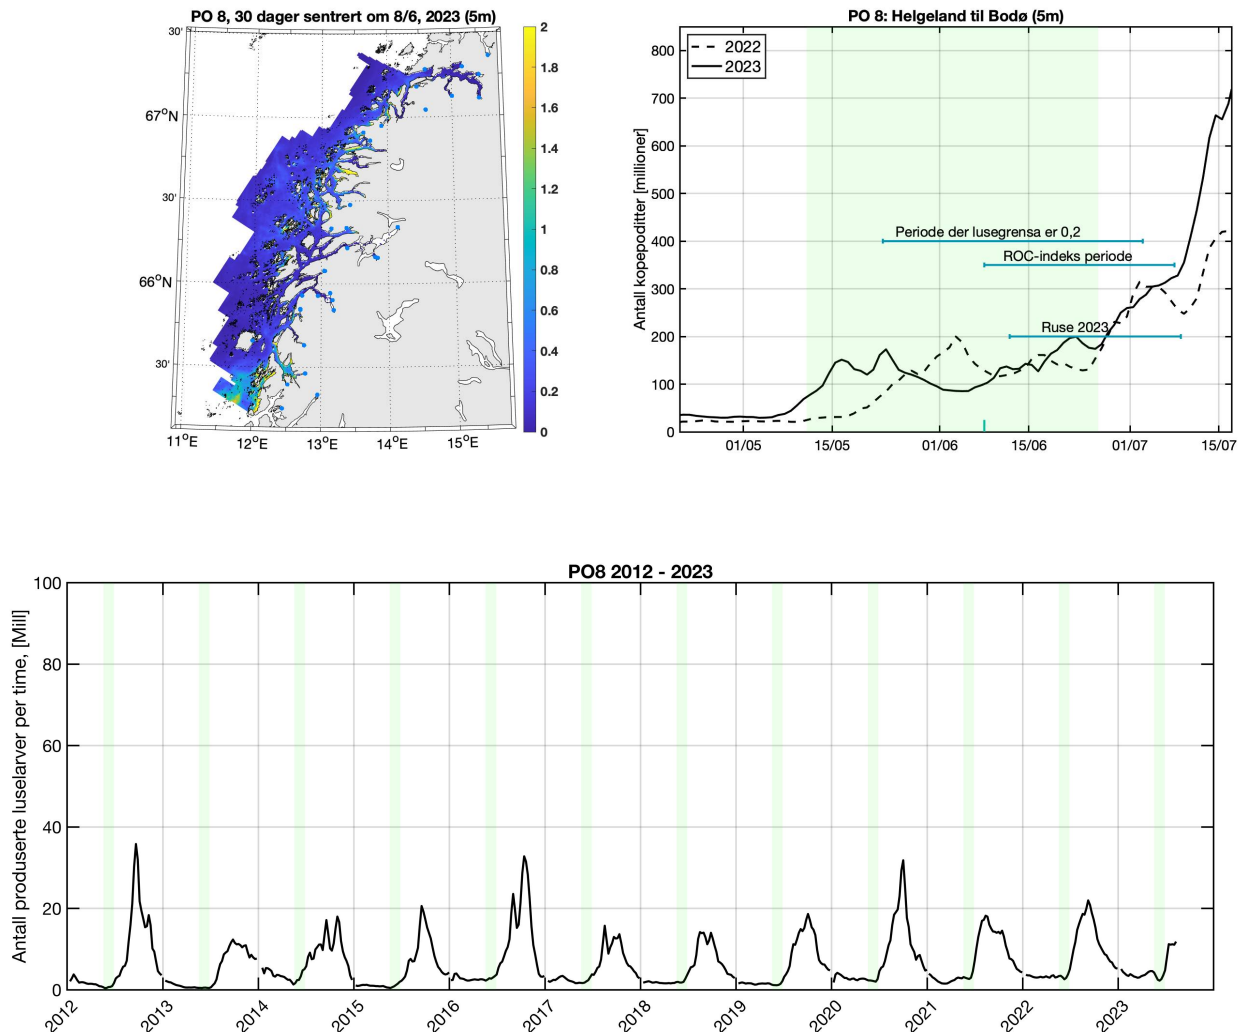 PO 8, 30 dager sentrert om 8/6, 2023 (5m)
30'
67°N
30'
66°N
30'
11°E 12°E 13°E 14°E 15°E
2
1.8
1.6
1.4
1.2
1
0.8
0.6
0.4
0.2
0
PO 8: Helgeland til Bodø (5m)
2022
2023
Antall kopepoditter [millioner]
800
700
600
500
400
300
200
100
0
Periode der lusegrensa er 0,2
ROC-indeks periode
Ruse 2023
01/05 15/05 01/06 15/06 01/07 15/07
PO8 2012 - 2023
Antall produserte luselarver per time, [Mill]
100
80
60
40
20
0
2012 2013 2014 2015 2016 2017 2018 2019 2020 2021 2022 2023